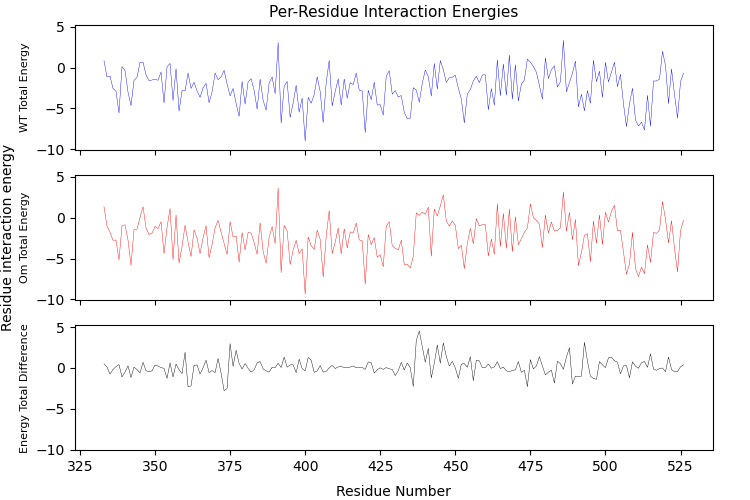 Per-Residue Interaction Energies
5
0
−5
−10
WT Total Energy
5
0
−5
−10
Om Total Energy
Residue interaction energy
5
0
−5
−10
Energy Total Difference
325 350 375 400 425 450 475 500 525
Residue Number